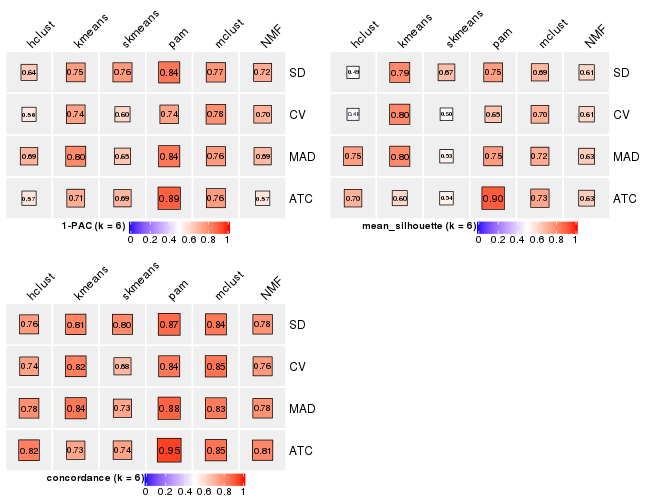 hclust kmeans skmeans pam mclust NMF
0.64 0.75 0.76 0.84 0.77 0.72 SD
0.56 0.74 0.60 0.74 0.78 0.70 CV
0.69 0.80 0.65 0.84 0.76 0.69 MAD
0.57 0.71 0.69 0.89 0.76 0.57 ATC
1-PAC (k = 6)
0 0.2 0.4 0.6 0.8 1
hclust kmeans skmeans pam mclust NMF
0.49 0.79 0.67 0.75 0.69 0.61 SD
0.41 0.80 0.50 0.65 0.70 0.61 CV
0.75 0.80 0.53 0.75 0.72 0.63 MAD
0.70 0.60 0.54 0.90 0.73 0.63 ATC
mean_silhouette (k = 6)
0 0.2 0.4 0.6 0.8 1
hclust kmeans skmeans pam mclust NMF
0.76 0.81 0.80 0.87 0.84 0.78 SD
0.74 0.82 0.68 0.84 0.85 0.76 CV
0.78 0.84 0.73 0.88 0.83 0.78 MAD
0.82 0.73 0.74 0.95 0.85 0.81 ATC
concordance (k = 6)
0 0.2 0.4 0.6 0.8 1